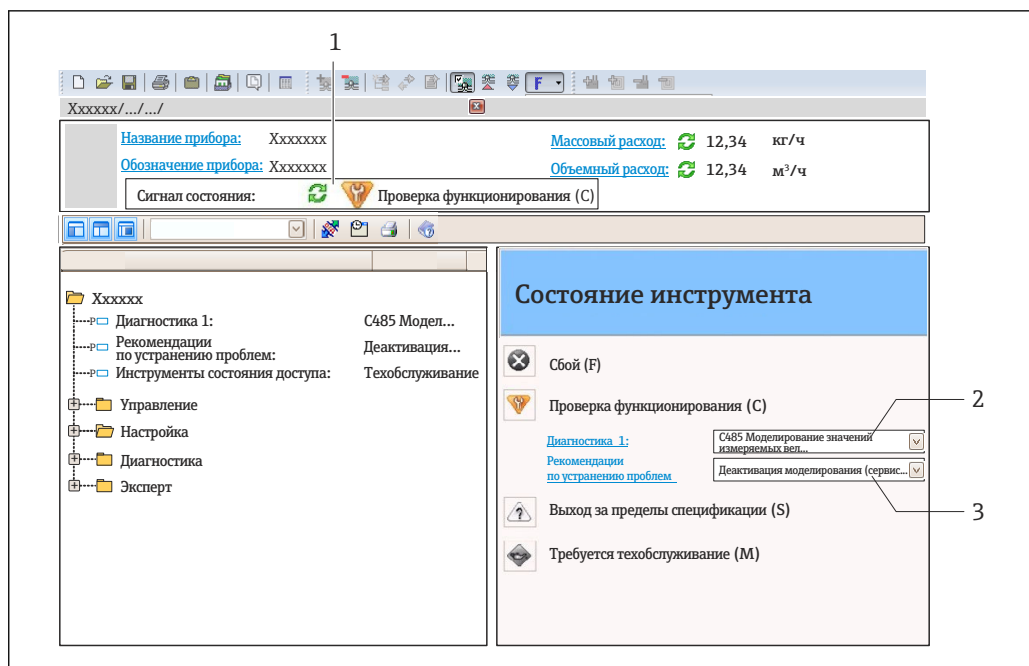 1
F
Xxxxxx/.../.../
Название прибора: Xxxxxxx
Массовый расход: 12,34 кг/ч
Обозначение прибора: Xxxxxxx
Объемный расход: 12,34 м³/ч
Сигнал состояния: Проверка функционирования (C)
Xxxxxx
P Диагностика 1: C485 Модел...
P Рекомендации
по устранению проблем: Деактивация...
P Инструменты состояния доступа: Техобслуживание
Управление
Настройка
Диагностика
Эксперт
Состояние инструмента
Сбой (F)
Проверка функционирования (C)
2
Диагностика 1:
C485 Моделирование значений
измеряемых вел...
Рекомендации
по устранению проблем
Деактивация моделирования (сервис...
3
Выход за пределы спецификации (S)
Требуется техобслуживание (M)